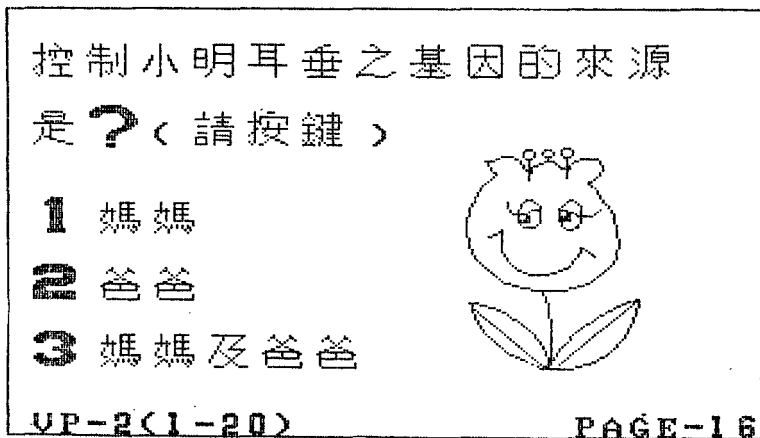 控制小明耳垂之基因的來源
是?(請按鍵)
1 媽媽
2 爸爸
3 媽媽及爸爸
VP-2(1-20) PAGE-16